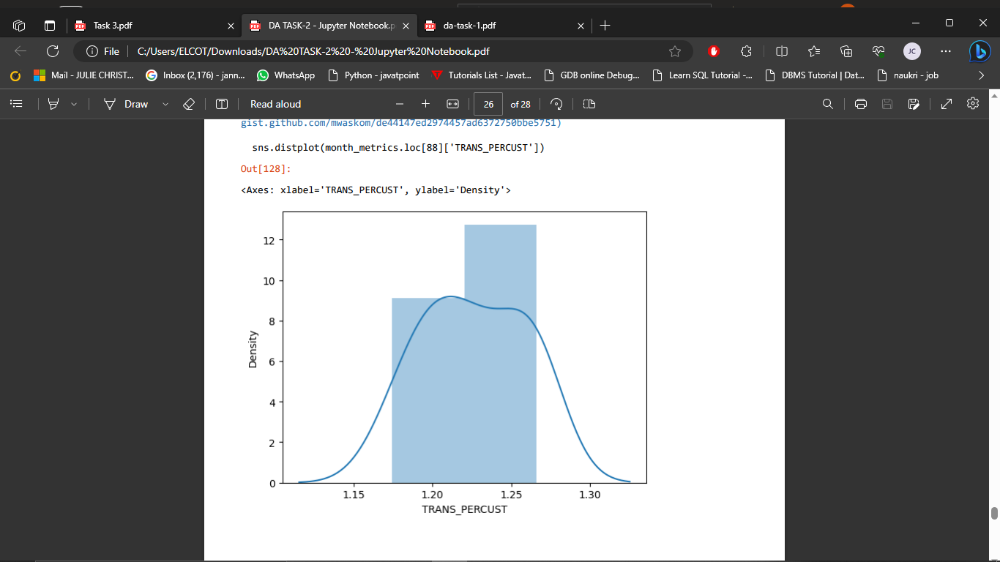 Task 3.pdf
DA TASK-2 - Jupyter Notebook.p
da-task-1.pdf
File
C:/Users/ELCOT/Downloads/DA%20TASK-2%20-%20Jupyter%20Notebook.pdf
JC
Mail - JULIE CHRIST...
Inbox (2,176) - jann...
WhatsApp
Python - javatpoint
Tutorials List - Javat...
GDB online Debug...
Learn SQL Tutorial -...
DBMS Tutorial | Dat...
naukri - job
Draw
Read aloud
26 of 28
gist.github.com/mwaskom/de44147ed2974457ad6372750bbe5751)
sns.distplot(month_metrics.loc[88]['TRANS_PERCUST'])
Out[128]:
<Axes: xlabel='TRANS_PERCUST', ylabel='Density'>
12
10
8
6
4
2
0
Density
1.15 1.20 1.25 1.30
TRANS_PERCUST